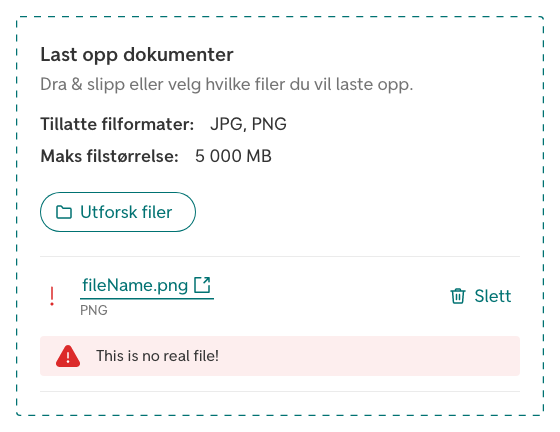 Last opp dokumenter
Dra & slipp eller velg hvilke filer du vil laste opp.
Tillatte filformater: JPG, PNG
Maks filstørrelse: 5 000 MB
Utforsk filer
fileName.png
Slett
PNG
This is no real file!